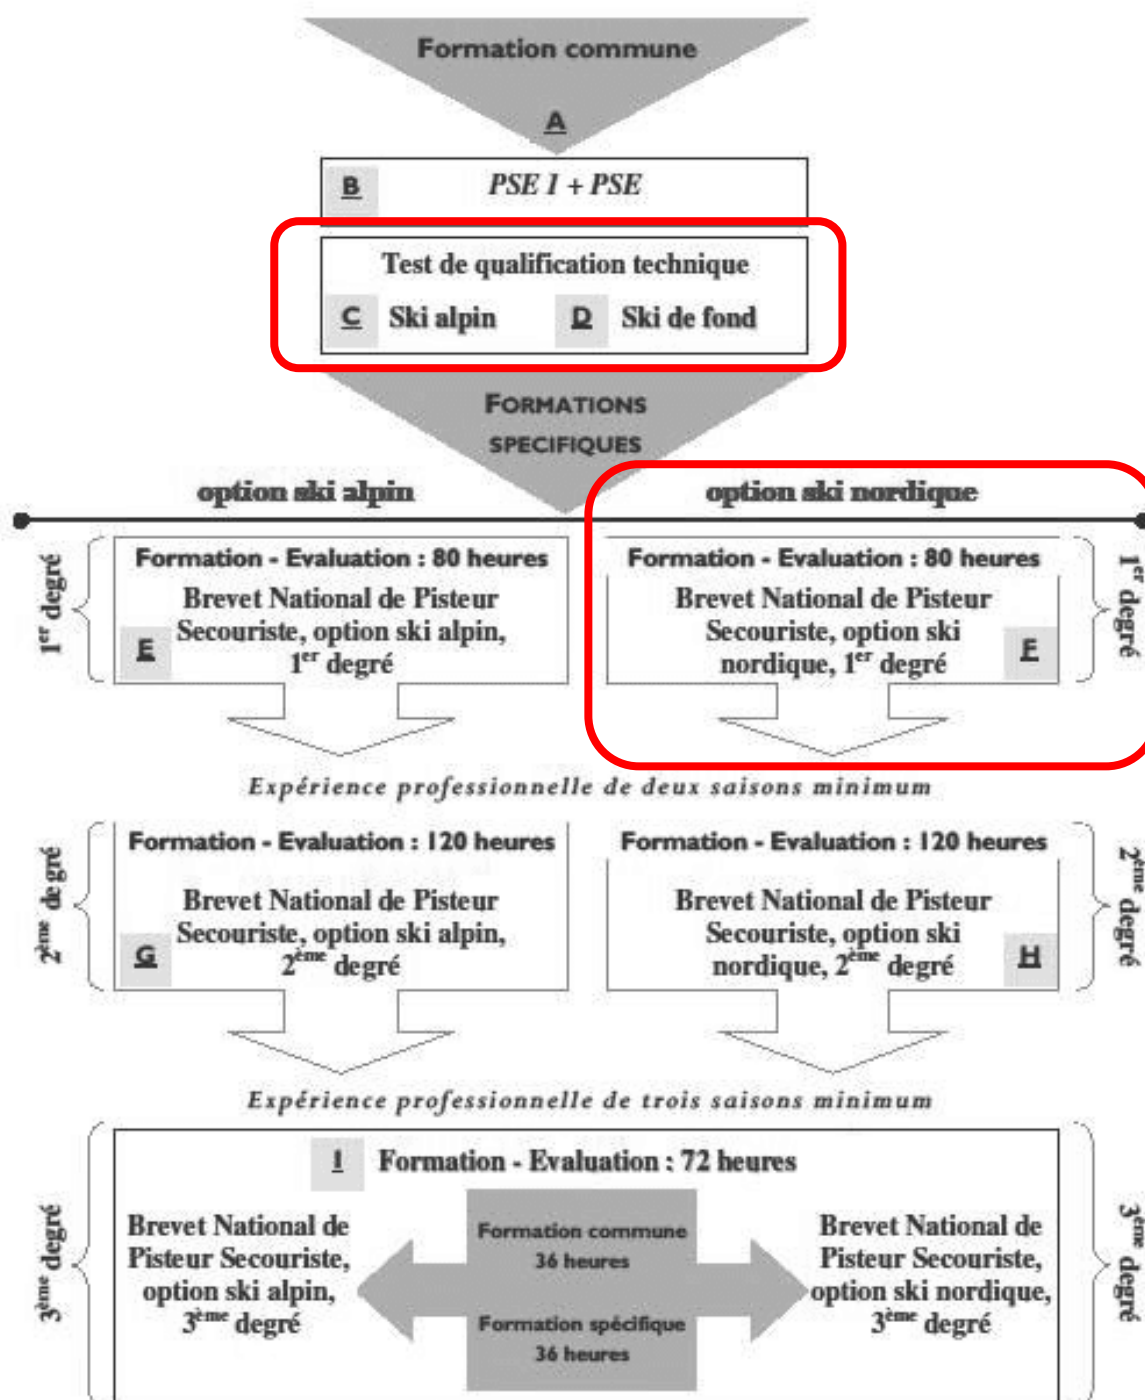 Formation commune
A
B PSE 1 + PSE
Test de qualification technique
C Ski alpin D Ski de fond
FORMATIONS
SPECIFIQUES
option ski alpin
option ski nordique
1er degré
Formation - Evaluation : 80 heures
Brevet National de Pisteur
Secouriste, option ski alpin,
1er degré
E
Formation - Evaluation : 80 heures
Brevet National de Pisteur
Secouriste, option ski
nordique, 1er degré
F
1er degré
Expérience professionnelle de deux saisons minimum
2ème degré
Formation - Evaluation : 120 heures
Brevet National de Pisteur
Secouriste, option ski alpin,
2ème degré
G
Formation - Evaluation : 120 heures
Brevet National de Pisteur
Secouriste, option ski
nordique, 2ème degré
H
2ème degré
Expérience professionnelle de trois saisons minimum
3ème degré
I Formation - Evaluation : 72 heures
Brevet National de
Pisteur Secouriste,
option ski alpin,
3ème degré
Formation commune
36 heures
Formation spécifique
36 heures
Brevet National de
Pisteur Secouriste,
option ski nordique,
3ème degré
3ème degré